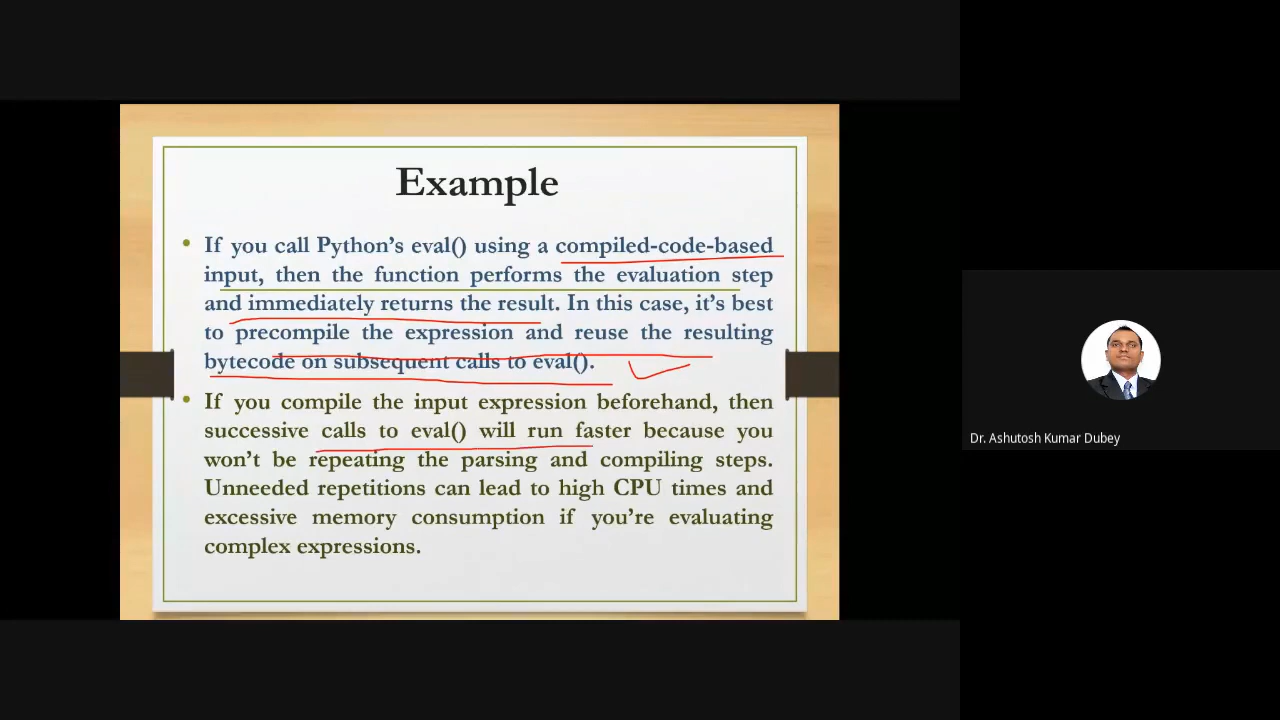 Example
• If you call Python’s eval() using a compiled-code-based
input, then the function performs the evaluation step
and immediately returns the result. In this case, it’s best
to precompile the expression and reuse the resulting
bytecode on subsequent calls to eval().
• If you compile the input expression beforehand, then
successive calls to eval() will run faster because you
won’t be repeating the parsing and compiling steps.
Unneeded repetitions can lead to high CPU times and
excessive memory consumption if you’re evaluating
complex expressions.
Dr. Ashutosh Kumar Dubey